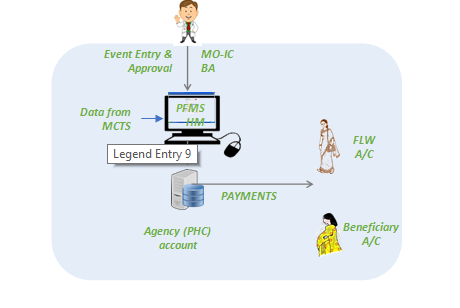 Event Entry & MO-IC
Approval BA
PFMS
HM
Data from
MCTS
Legend Entry 9
FLW
A/C
PAYMENTS
Agency (PHC)
account
Beneficiary
A/C